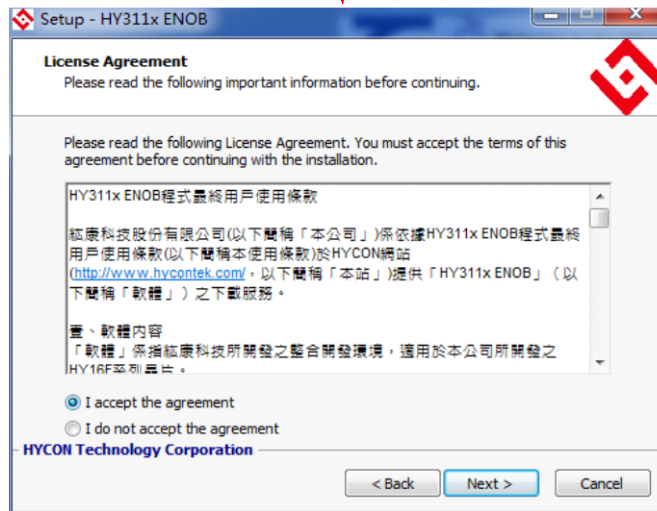 Setup - HY311x ENOB
License Agreement
Please read the following important information before continuing.
Please read the following License Agreement. You must accept the terms of this
agreement before continuing with the installation.
HY311x ENOB程式最終用戶使用條款
紘康科技股份有限公司(以下簡稱「本公司」)係依據HY311x ENOB程式最終
用戶使用條款(以下簡稱本使用條款)於HYCON網站
(http://www.hycontek.com/，以下簡稱「本站」)提供「HY311x ENOB」（以
下簡稱「軟體」）之下載服務。
壹、軟體內容
「軟體」係指紘康科技所開發之整合開發環境，適用於本公司所開發之
HY16F系列晶片。
I accept the agreement
I do not accept the agreement
HYCON Technology Corporation
< Back
Next >
Cancel